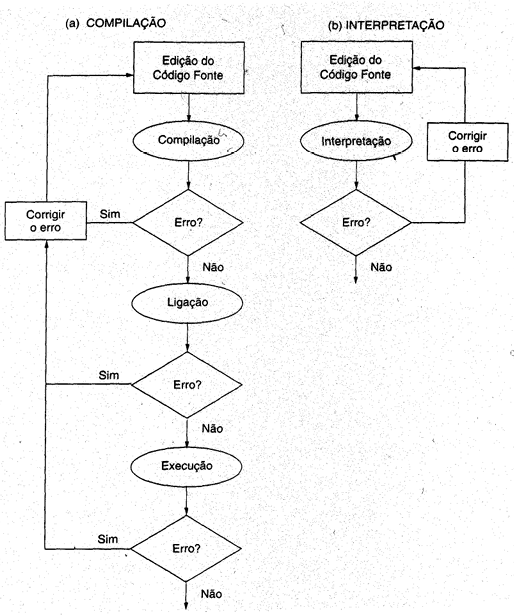 (a) COMPILAÇÃO
Edição do
Código Fonte
Compilação
Corrigir
o erro
Sim
Erro?
Não
Ligação
Sim
Erro?
Não
Execução
Sim
Erro?
Não
(b) INTERPRETAÇÃO
Edição do
Código Fonte
Interpretação
Corrigir
o erro
Erro?
Não